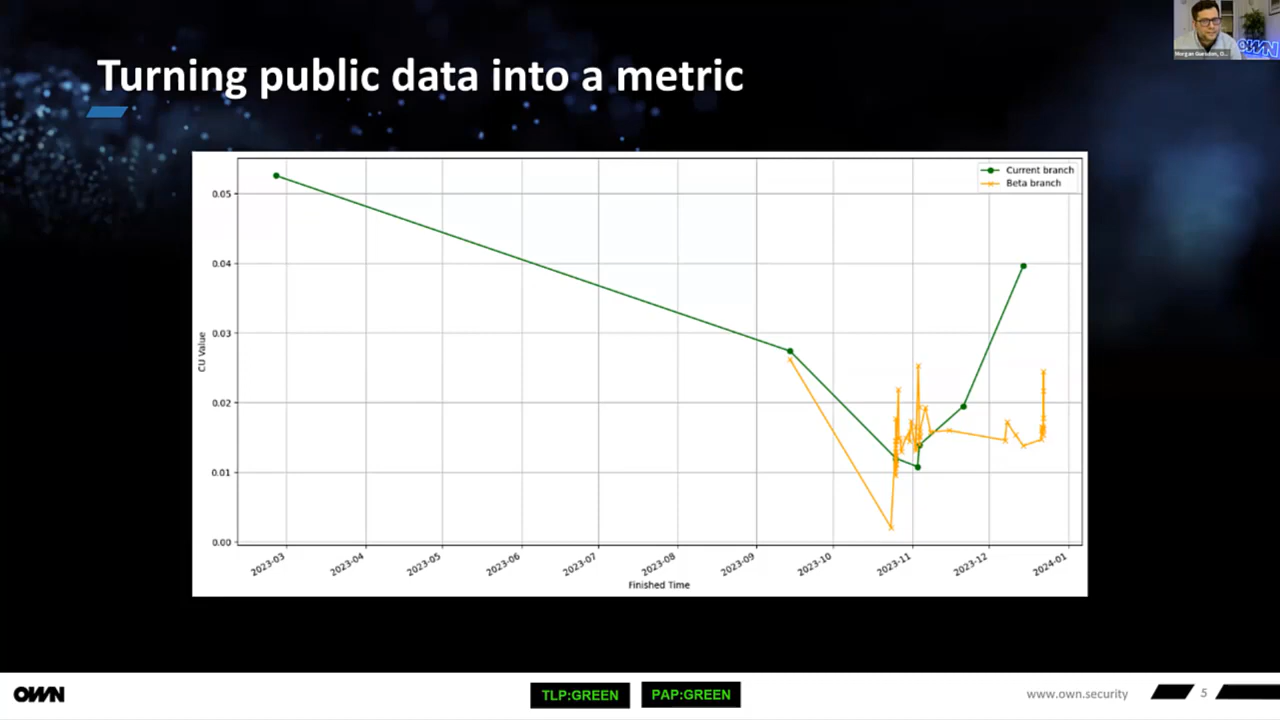 Turning public data into a metric
OWN
Current branch
Beta branch
0.05
0.04
0.03
0.02
0.01
0.00
CU Value
2023-03
2023-04
2023-05
2023-06
2023-07
2023-08
2023-09
2023-10
2023-11
2023-12
2024-01
Finished Time
OWN
TLP:GREEN
PAP:GREEN
www.own.security
5